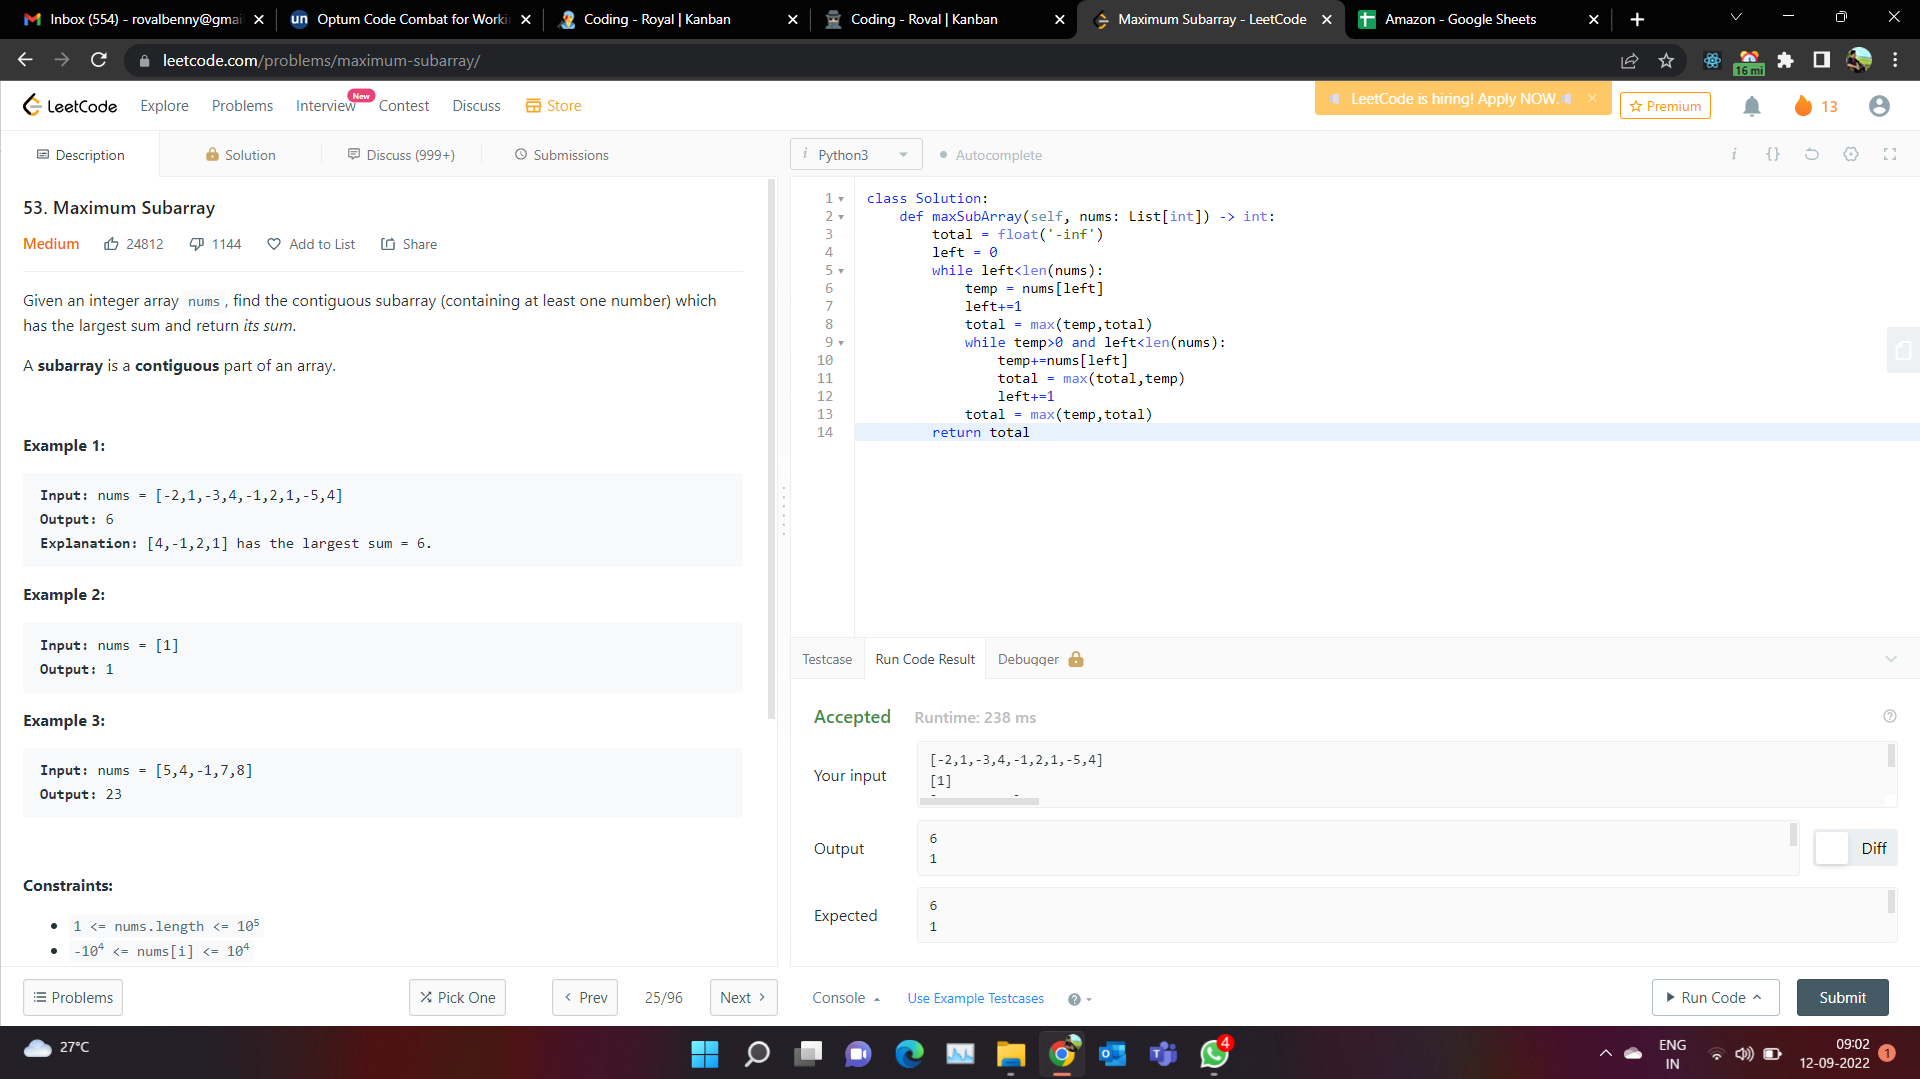 Inbox (554) - rovalbenny@gmai
Optum Code Combat for Worki
Coding - Royal | Kanban
Coding - Roval | Kanban
Maximum Subarray - LeetCode
Amazon - Google Sheets
leetcode.com/problems/maximum-subarray/
16 mi
LeetCode
Explore
Problems
Interview
New
Contest
Discuss
Store
LeetCode is hiring! Apply NOW.
Premium
13
Description
Solution
Discuss (999+)
Submissions
i Python3
Autocomplete
i {}
53. Maximum Subarray
Medium 24812 1144 Add to List Share
Given an integer array nums , find the contiguous subarray (containing at least one number) which
has the largest sum and return its sum.
A subarray is a contiguous part of an array.
Example 1:
Input: nums = [-2,1,-3,4,-1,2,1,-5,4]
Output: 6
Explanation: [4,-1,2,1] has the largest sum = 6.
Example 2:
Input: nums = [1]
Output: 1
Example 3:
Input: nums = [5,4,-1,7,8]
Output: 23
Constraints:
1 <= nums.length <= 10⁵
-10⁴ <= nums[i] <= 10⁴
Problems
Pick One
Prev
25/96
Next
1 class Solution:
2     def maxSubArray(self, nums: List[int]) -> int:
3         total = float('-inf')
4         left = 0
5         while left<len(nums):
6             temp = nums[left]
7             left+=1
8             total = max(temp,total)
9             while temp>0 and left<len(nums):
10                 temp+=nums[left]
11                 total = max(total,temp)
12                 left+=1
13             total = max(temp,total)
14         return total
Testcase
Run Code Result
Debugger
Accepted Runtime: 238 ms
Your input
[-2,1,-3,4,-1,2,1,-5,4]
[1]
Output
6
1
Diff
Expected
6
1
Console
Use Example Testcases
Run Code
Submit
27°C
4
ENG
IN
09:02
12-09-2022
1